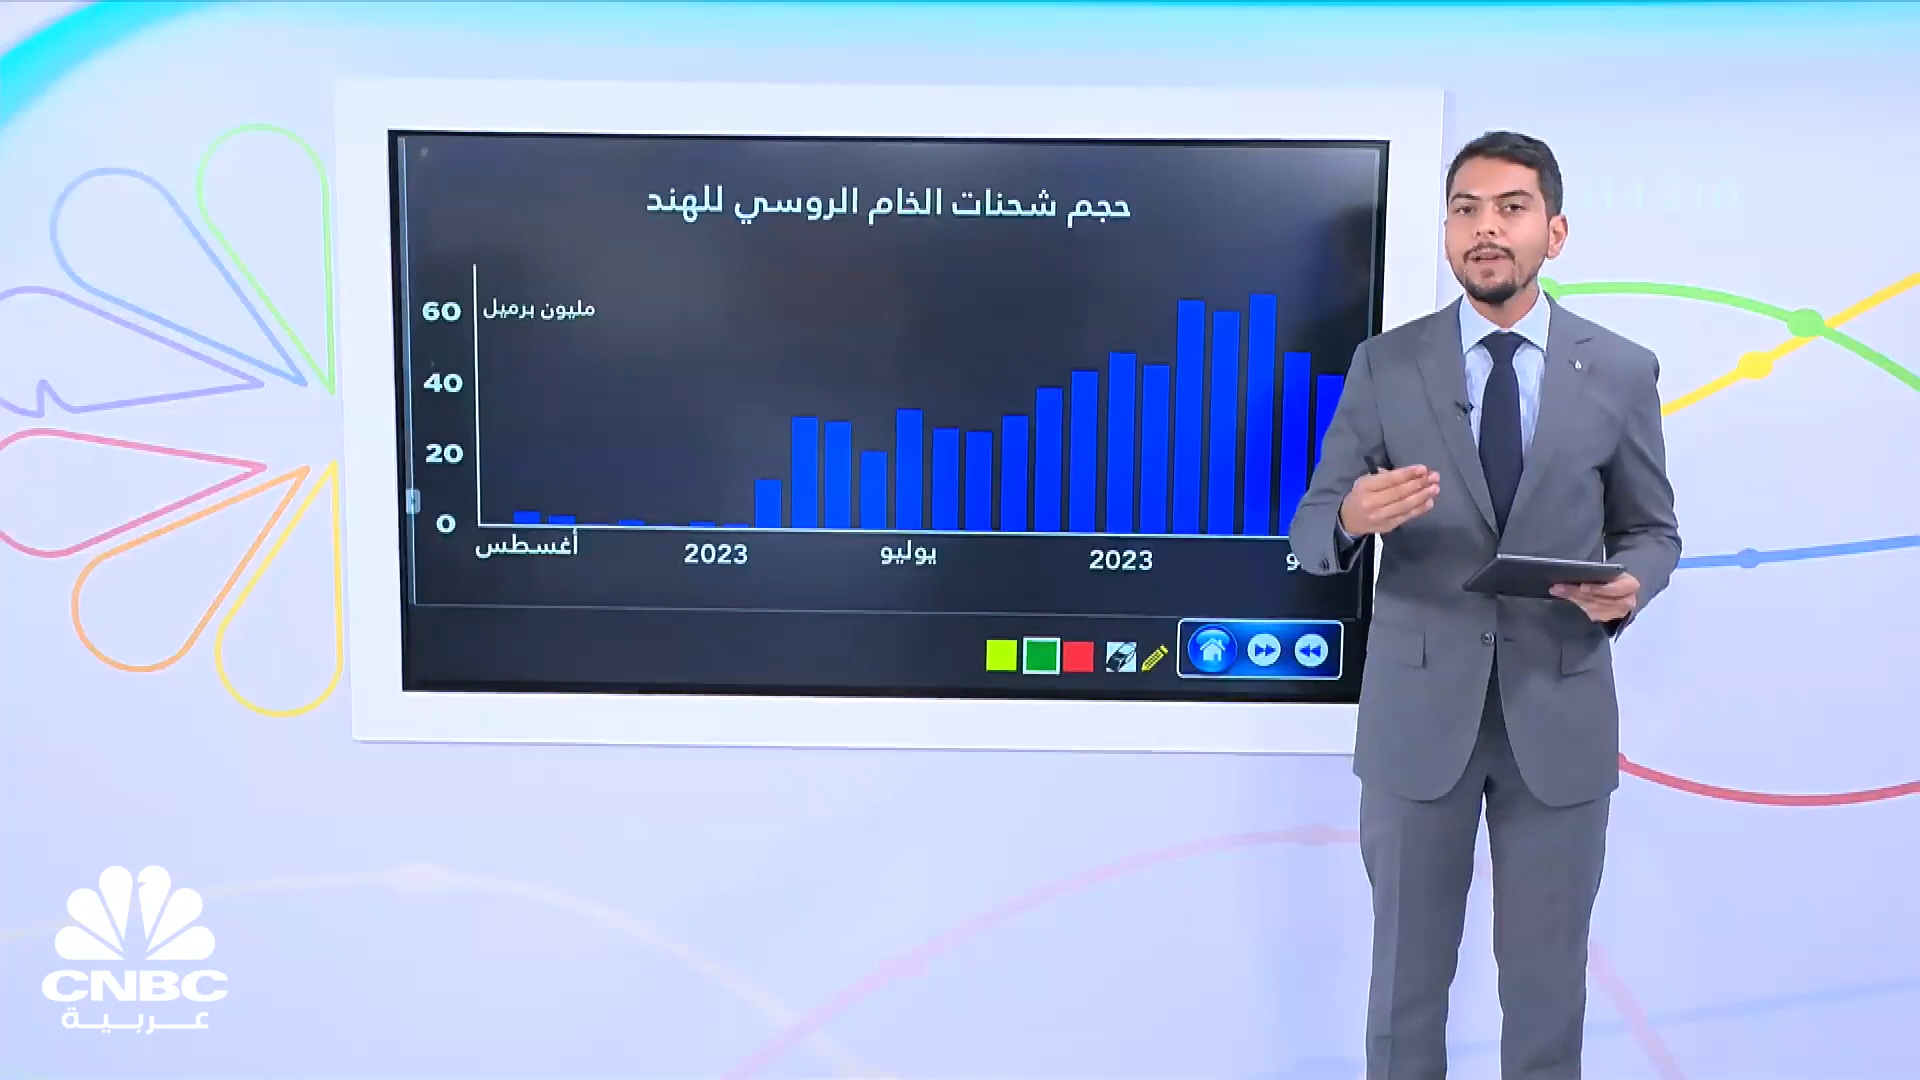 حجم شحنات الخام الروسي للهند
مليون برميل
60
40
20
0
أغسطس
2023
يوليو
2023
CNBC
عربية